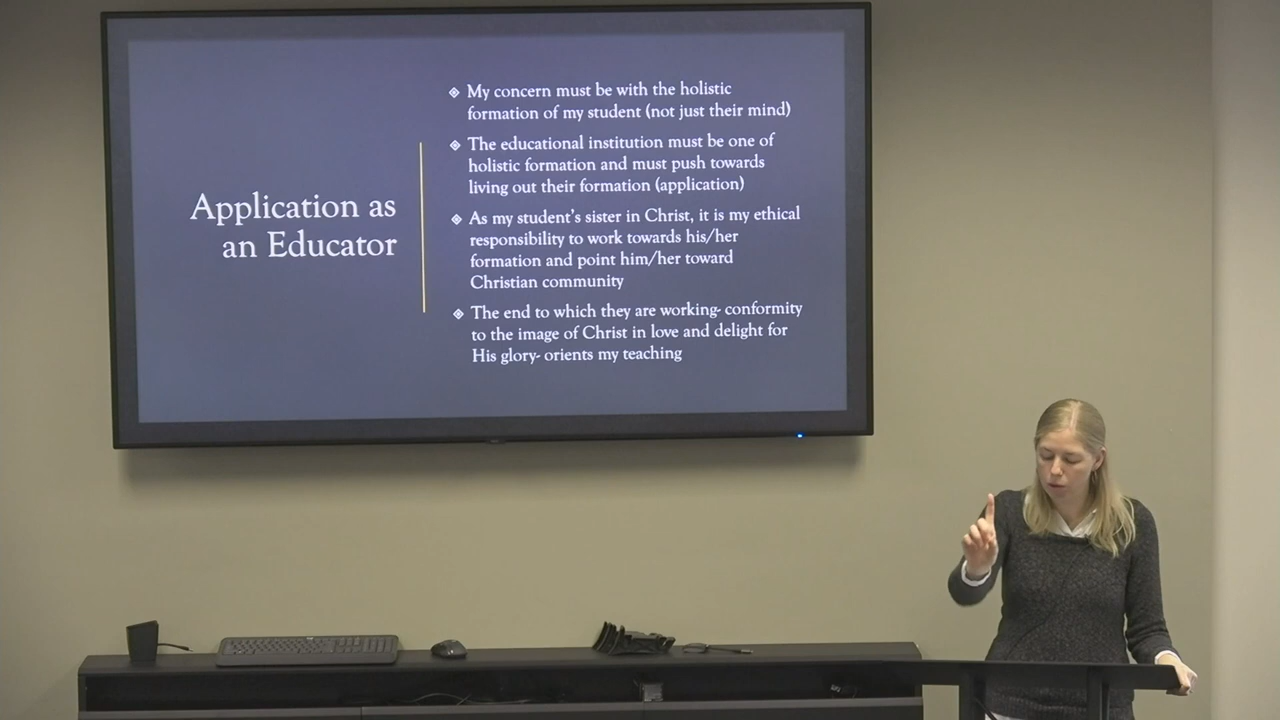 Application as
an Educator
My concern must be with the holistic
formation of my student (not just their mind)
The educational institution must be one of
holistic formation and must push towards
living out their formation (application)
As my student's sister in Christ, it is my ethical
responsibility to work towards his/her
formation and point him/her toward
Christian community
The end to which they are working- conformity
to the image of Christ in love and delight for
His glory- orients my teaching